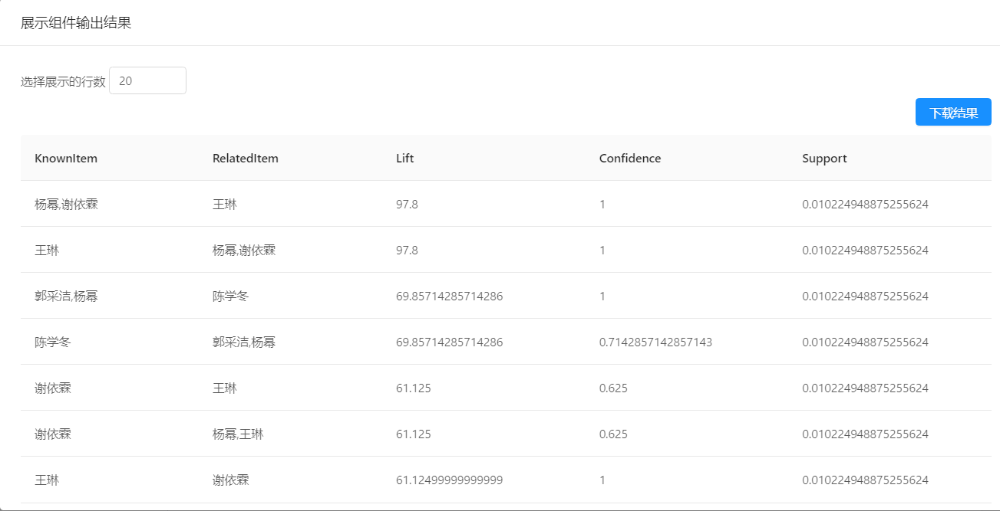 展示组件输出结果
选择展示的行数 20
下载结果
KnownItem RelatedItem Lift Confidence Support
杨幂,谢依霖 王琳 97.8 1 0.010224948875255624
王琳 杨幂,谢依霖 97.8 1 0.010224948875255624
郭采洁,杨幂 陈学冬 69.85714285714286 1 0.010224948875255624
陈学冬 郭采洁,杨幂 69.85714285714286 0.7142857142857143 0.010224948875255624
谢依霖 王琳 61.125 0.625 0.010224948875255624
谢依霖 杨幂,王琳 61.125 0.625 0.010224948875255624
王琳 谢依霖 61.12499999999999 1 0.010224948875255624